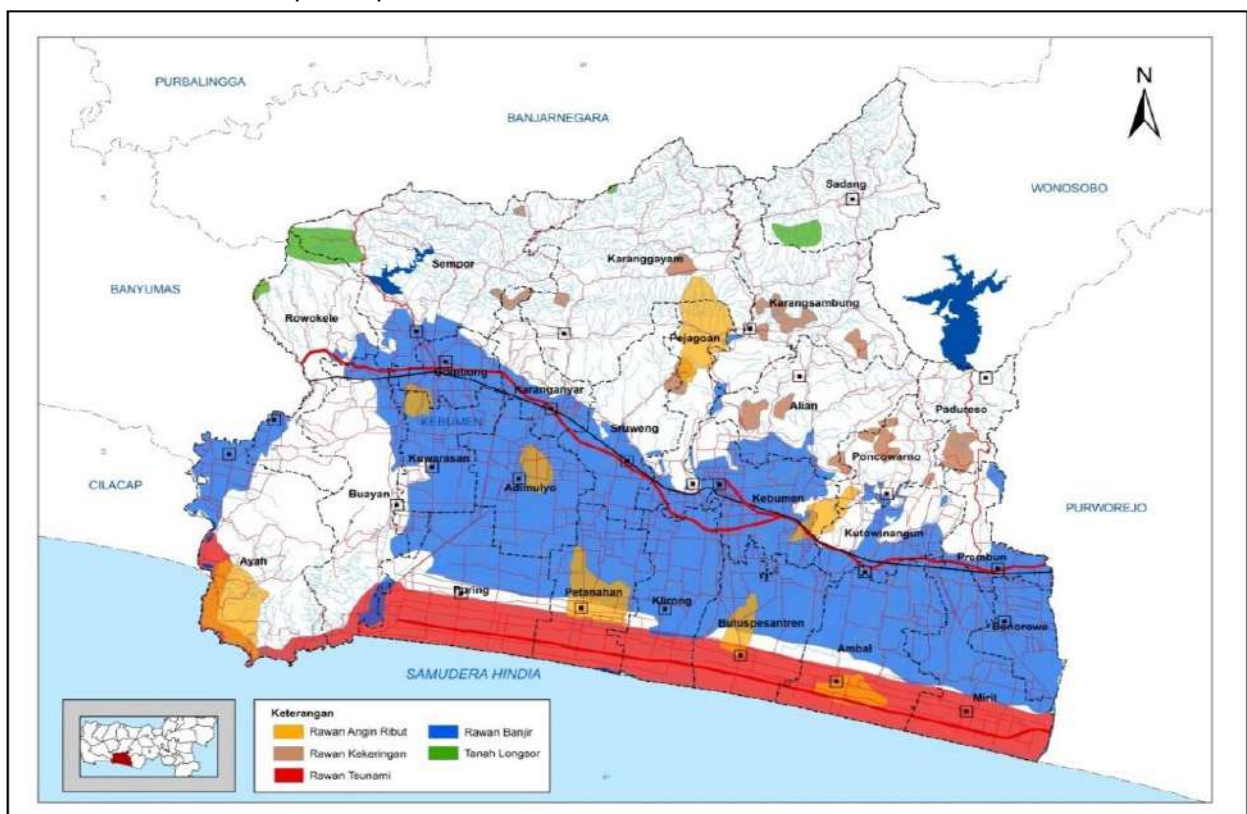 PURBALINGGA
N
BANJARNEGARA
Sadang
WONOSOBO
Karanggayam
Sempor
BANYUMAS
Karangsambung
Rowokele
Pejagoan
Gombong
Karanganyar
Alian
Padureso
KEBUMEN
Sruweng
Poncowarno
Kuwarasan
CILACAP
Adimulyo
Buayan
Kebumen
PURWOREJO
Kutowinangun
Ayah
Prembun
Puring
Petanahan
Klirong
Buluspesantren
Bonorowo
Ambal
SAMUDERA HINDIA
Mirit
Keterangan
Rawan Angin Ribut
Rawan Banjir
Rawan Kekeringan
Tanah Longsor
Rawan Tsunami